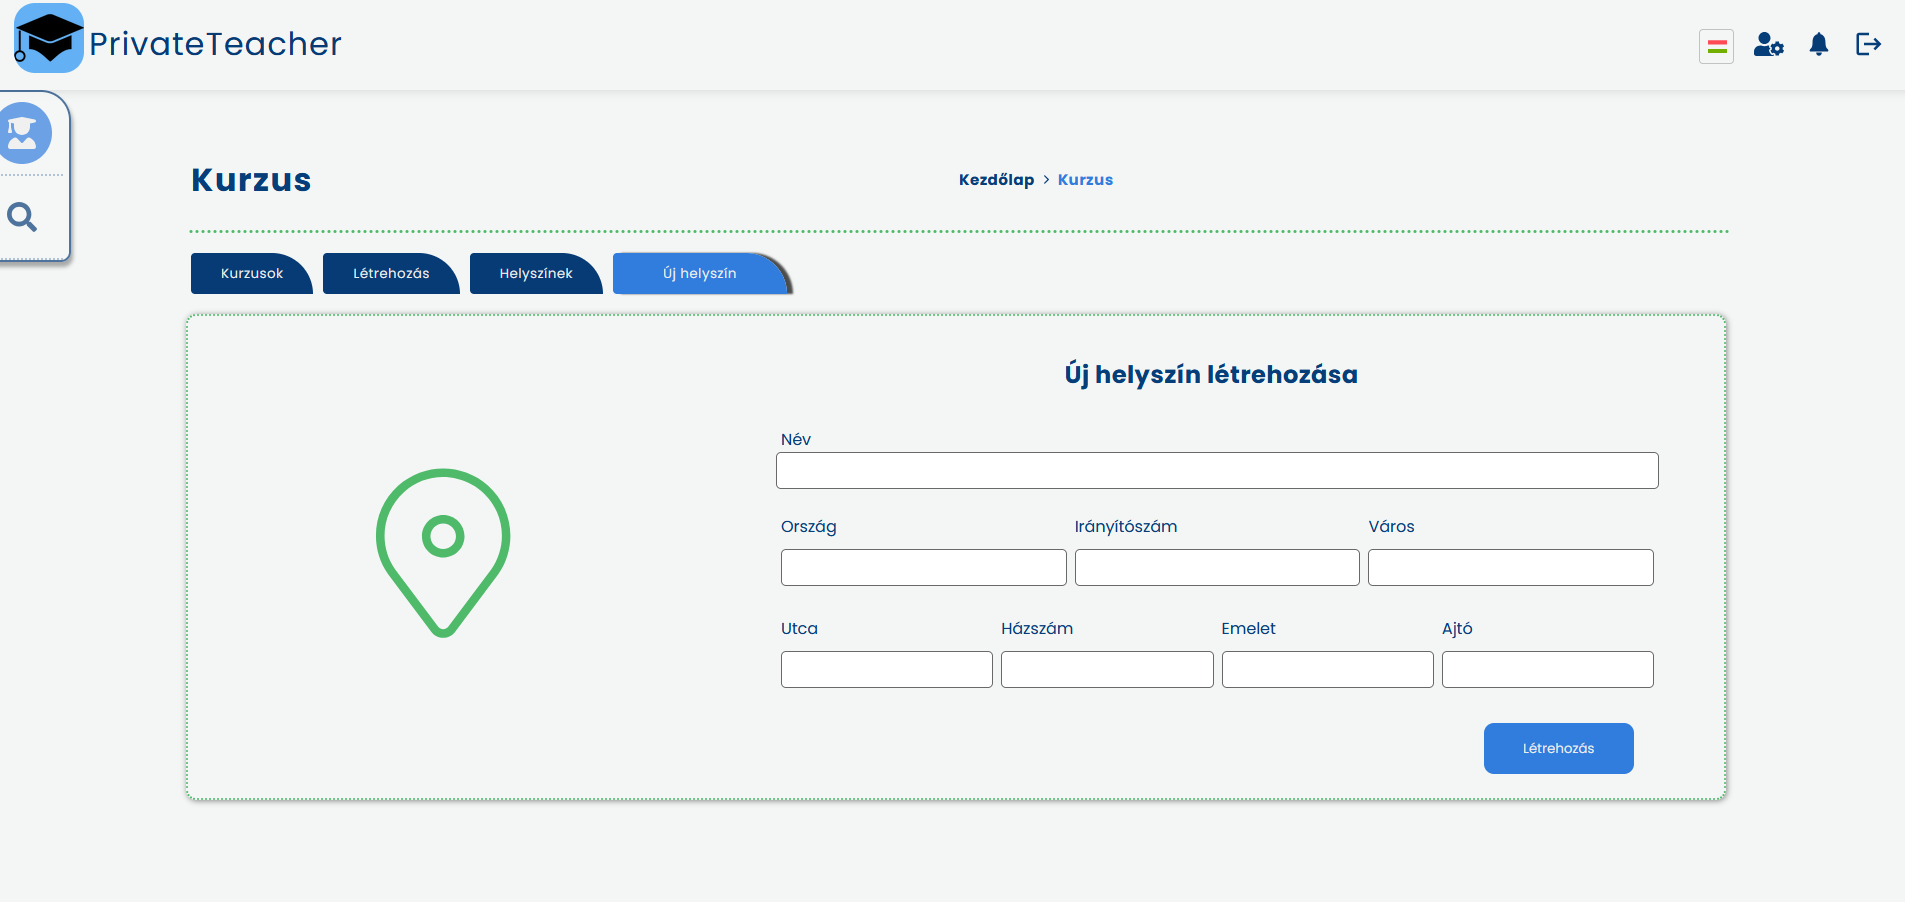 PrivateTeacher
Kurzus
Kezdőlap > Kurzus
Kurzusok
Létrehozás
Helyszínek
Új helyszín
Új helyszín létrehozása
Név
Ország
Irányítószám
Város
Utca
Házszám
Emelet
Ajtó
Létrehozás